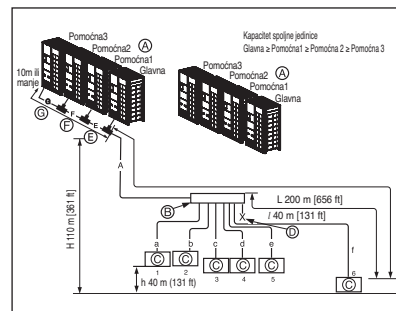 Pomoćna3
Pomoćna2 Ⓐ
Pomoćna1
Glavna
10m ili
manje
G
F
E
Ⓖ
Ⓕ
Ⓔ
A
Kapacitet spoljne jedinice
Glavna ≥ Pomoćna1 ≥ Pomoćna 2 ≥ Pomoćna 3
Pomoćna3
Pomoćna2 Ⓐ
Pomoćna1
Glavna
H 110 m [361 ft]
L 200 m [656 ft]
l 40 m [131 ft]
Ⓑ
X
Ⓓ
a b c d e f
Ⓒ Ⓒ Ⓒ Ⓒ Ⓒ Ⓒ
1 2 3 4 5 6
h 40 m (131 ft)